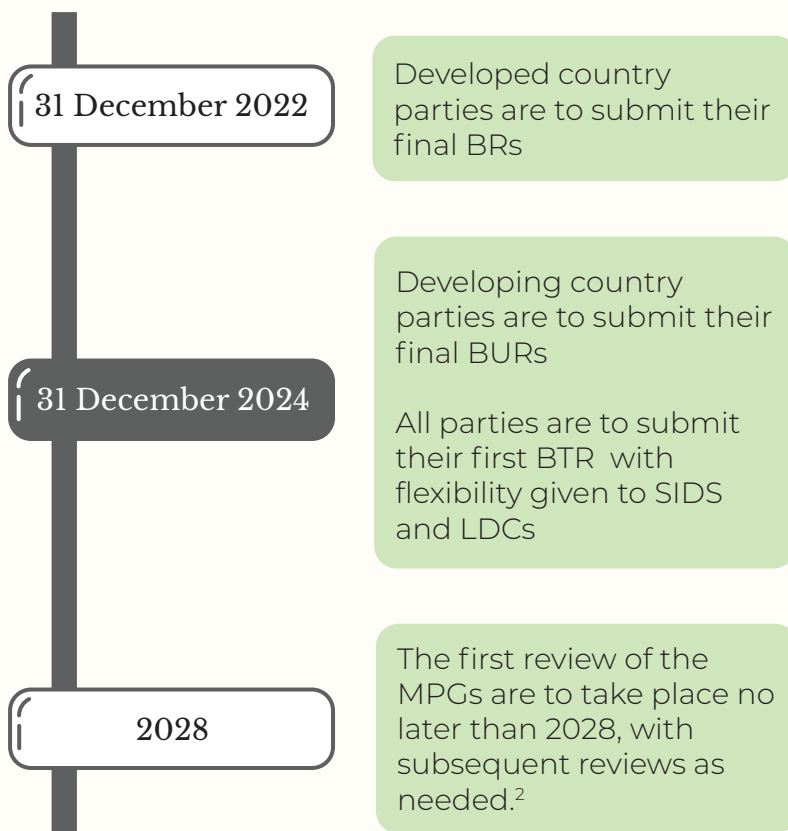 31 December 2022
Developed country
parties are to submit their
final BRs
31 December 2024
Developing country
parties are to submit their
final BURs
All parties are to submit
their first BTR with
flexibility given to SIDS
and LDCs
2028
The first review of the
MPGs are to take place no
later than 2028, with
subsequent reviews as
needed.²